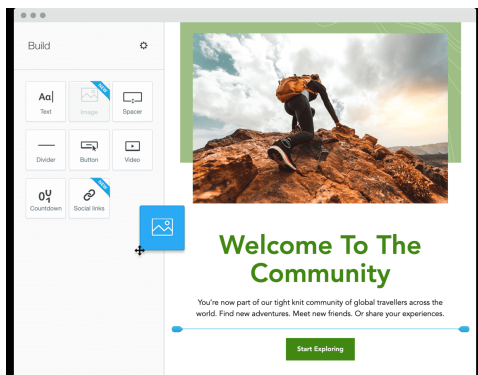 Build
Aa
Text
NEW
Image
Spacer
Divider
Button
Video
Countdown
NEW
Social links
Welcome To The
Community
You're now part of our tight knit community of global travellers across the
world. Find new adventures. Meet new friends. Or share your experiences.
Start Exploring